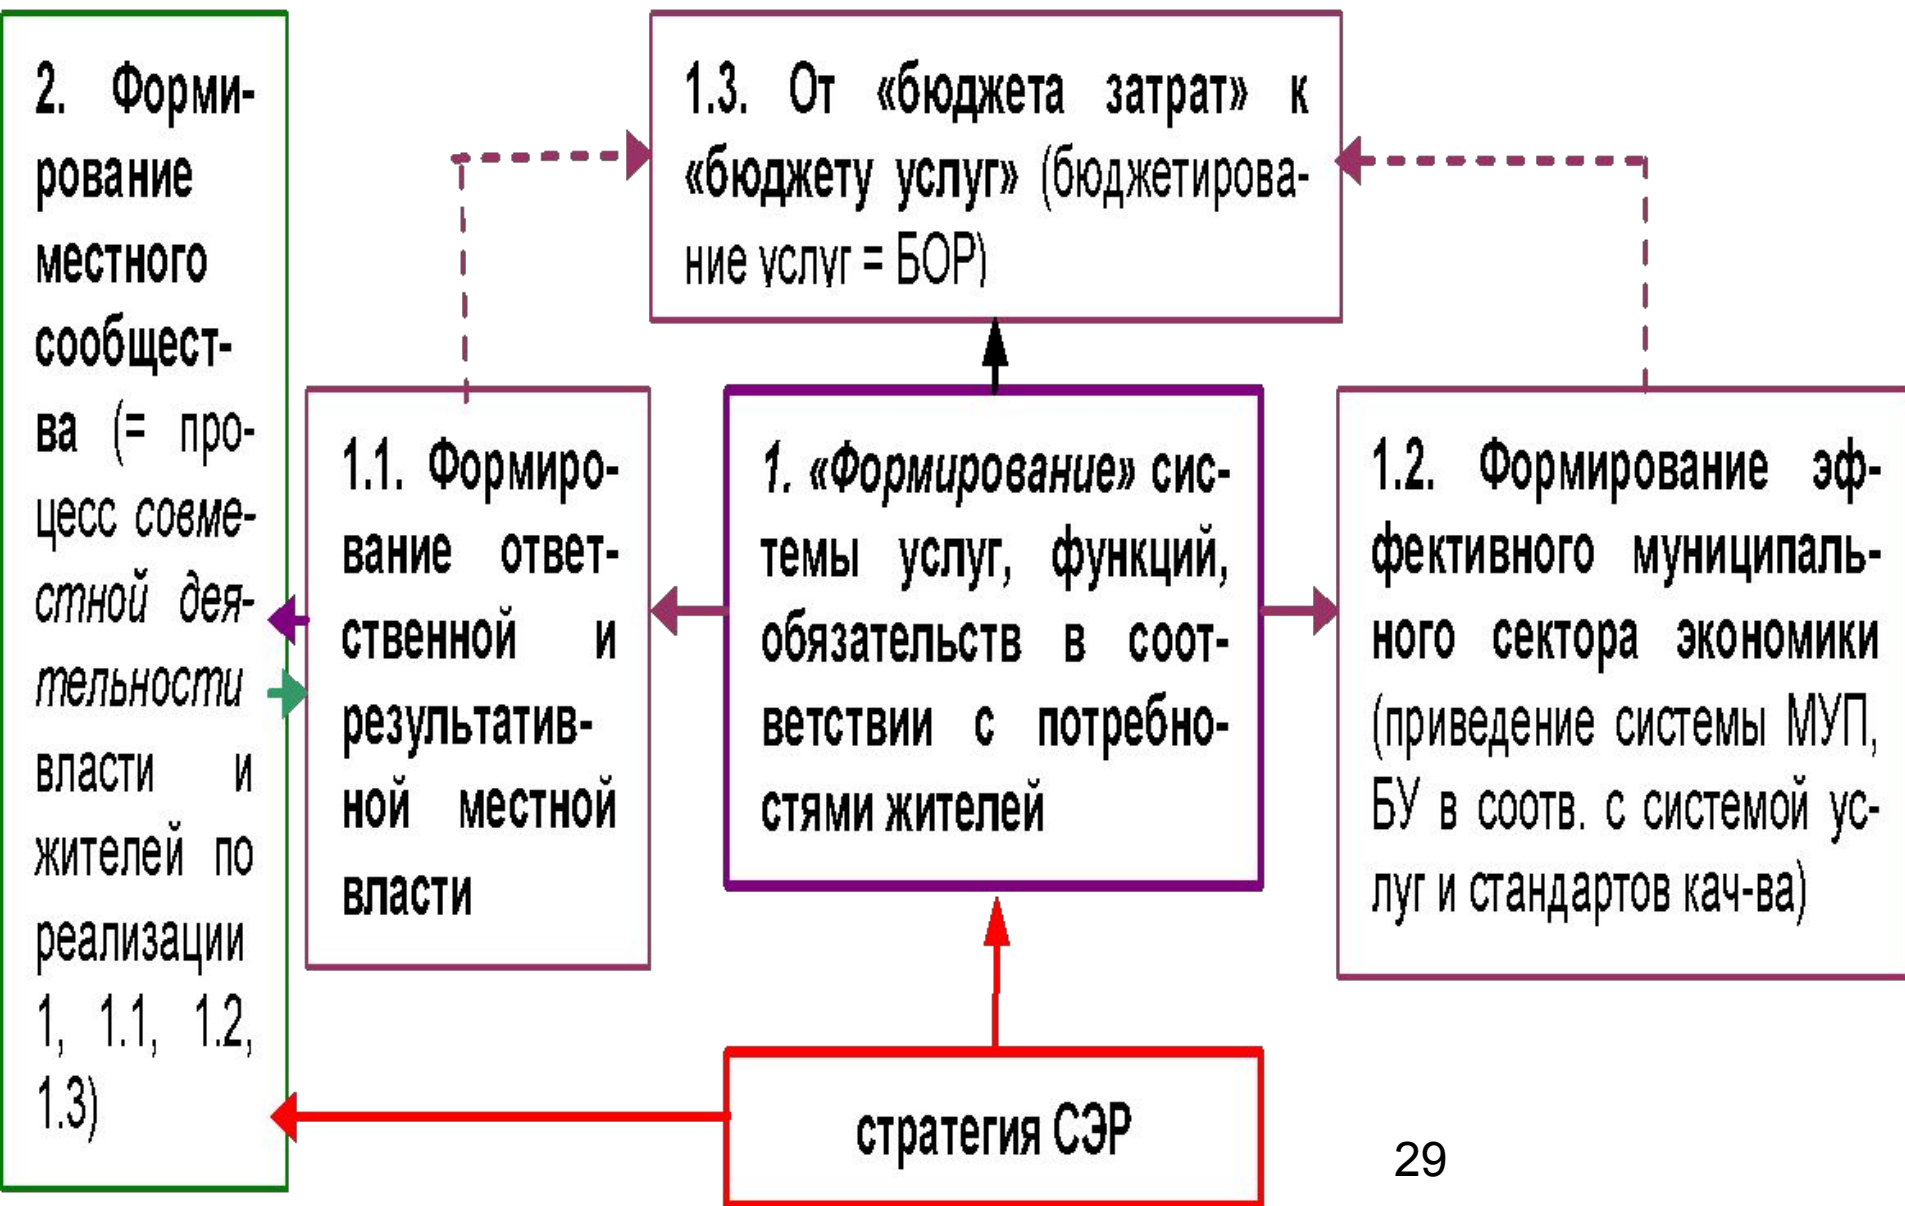 2. Форми-
рование
местного
сообщест-
ва (= про-
цесс совме-
стной дея-
тельности
власти и
жителей по
реализации
1, 1.1, 1.2,
1.3)
1.3. От «бюджета затрат» к
«бюджету услуг» (бюджетирова-
ние услуг = БОР)
1.1. Формиро-
вание ответ-
ственной и
результатив-
ной местной
власти
1. «Формирование» сис-
темы услуг, функций,
обязательств в соот-
ветствии с потребно-
стями жителей
1.2. Формирование эф-
фективного муниципаль-
ного сектора экономики
(приведение системы МУП,
БУ в соотв. с системой ус-
луг и стандартов кач-ва)
стратегия СЭР
29